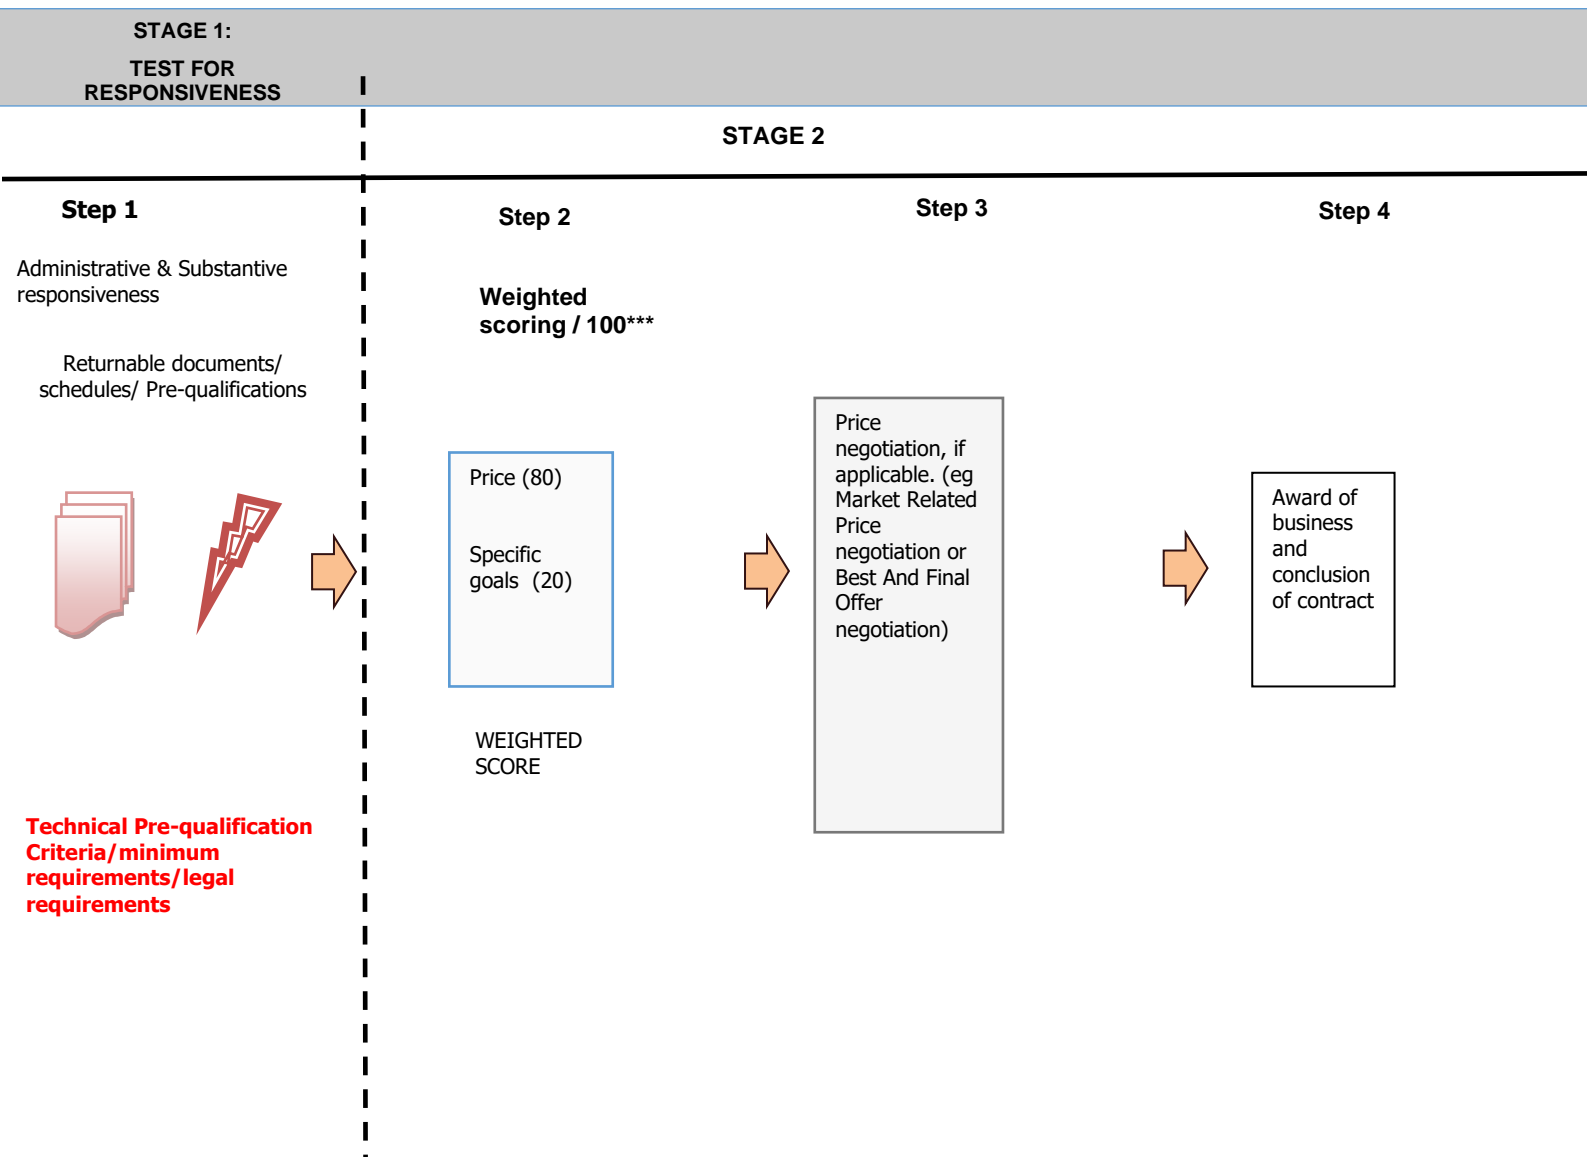 STAGE 1:
TEST FOR
RESPONSIVENESS
STAGE 2
Step 1
Administrative & Substantive
responsiveness
Returnable documents/
schedules/ Pre-qualifications
Technical Pre-qualification
Criteria/minimum
requirements/legal
requirements
Step 2
Weighted
scoring / 100***
Price (80)
Specific
goals  (20)
WEIGHTED
SCORE
Step 3
Price
negotiation, if
applicable. (eg
Market Related
Price
negotiation or
Best And Final
Offer
negotiation)
Step 4
Award of
business
and
conclusion
of contract